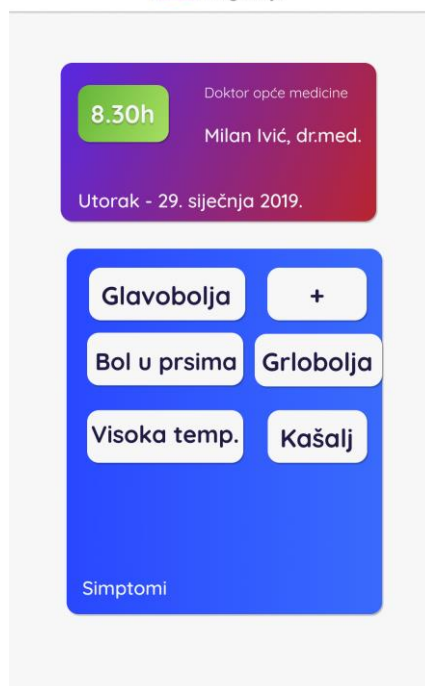 8.30h
Doktor opće medicine
Milan Ivić, dr.med.
Utorak - 29. siječnja 2019.
Glavobolja
+
Bol u prsima
Grlobolja
Visoka temp.
Kašalj
Simptomi